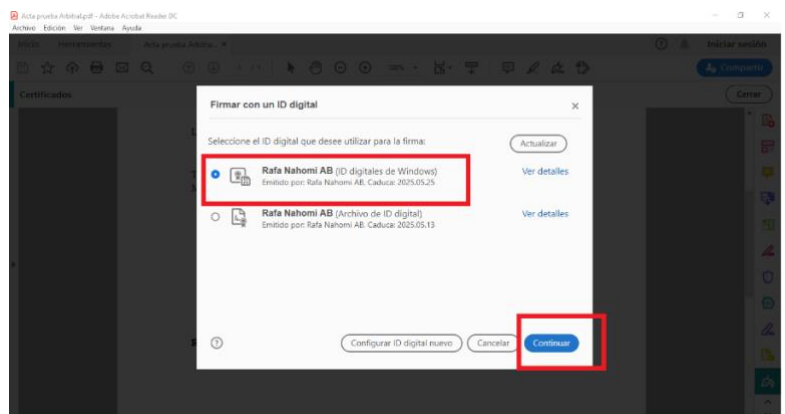 Acta prueba Arbitral.pdf - Adobe Acrobat Reader DC
Archivo Edición Ver Ventana Ayuda
Inicio Herramientas Acta prueba Arbitra... × Iniciar sesión
Compartir
Certificados Cerrar
Firmar con un ID digital
Seleccione el ID digital que desee utilizar para la firma: Actualizar
Rafa Nahomi AB (ID digitales de Windows) Ver detalles
Emitido por: Rafa Nahomi AB, Caduca: 2025.05.25
Rafa Nahomi AB (Archivo de ID digital) Ver detalles
Emitido por: Rafa Nahomi AB, Caduca: 2025.05.13
Configurar ID digital nuevo Cancelar Continuar